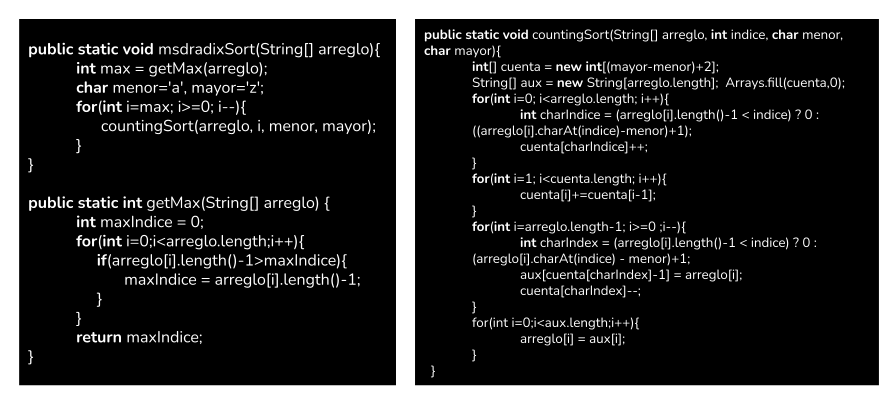 public static void msdradixSort(String[] arreglo){
int max = getMax(arreglo);
char menor='a', mayor='z';
for(int i=max; i>=0; i--){
countingSort(arreglo, i, menor, mayor);
}
}
public static int getMax(String[] arreglo) {
int maxIndice = 0;
for(int i=0;i<arreglo.length;i++){
if(arreglo[i].length()-1>maxIndice){
maxIndice = arreglo[i].length()-1;
}
}
return maxIndice;
}
public static void countingSort(String[] arreglo, int indice, char menor,
char mayor){
int[] cuenta = new int[(mayor-menor)+2];
String[] aux = new String[arreglo.length]; Arrays.fill(cuenta,0);
for(int i=0; i<arreglo.length; i++){
int charIndice = (arreglo[i].length()-1 < indice) ? 0 :
((arreglo[i].charAt(indice)-menor)+1);
cuenta[charIndice]++;
}
for(int i=1; i<cuenta.length; i++){
cuenta[i]+=cuenta[i-1];
}
for(int i=arreglo.length-1; i>=0 ;i--){
int charIndex = (arreglo[i].length()-1 < indice) ? 0 :
(arreglo[i].charAt(indice) - menor)+1;
aux[cuenta[charIndex]-1] = arreglo[i];
cuenta[charIndex]--;
}
for(int i=0;i<aux.length;i++){
arreglo[i] = aux[i];
}
}